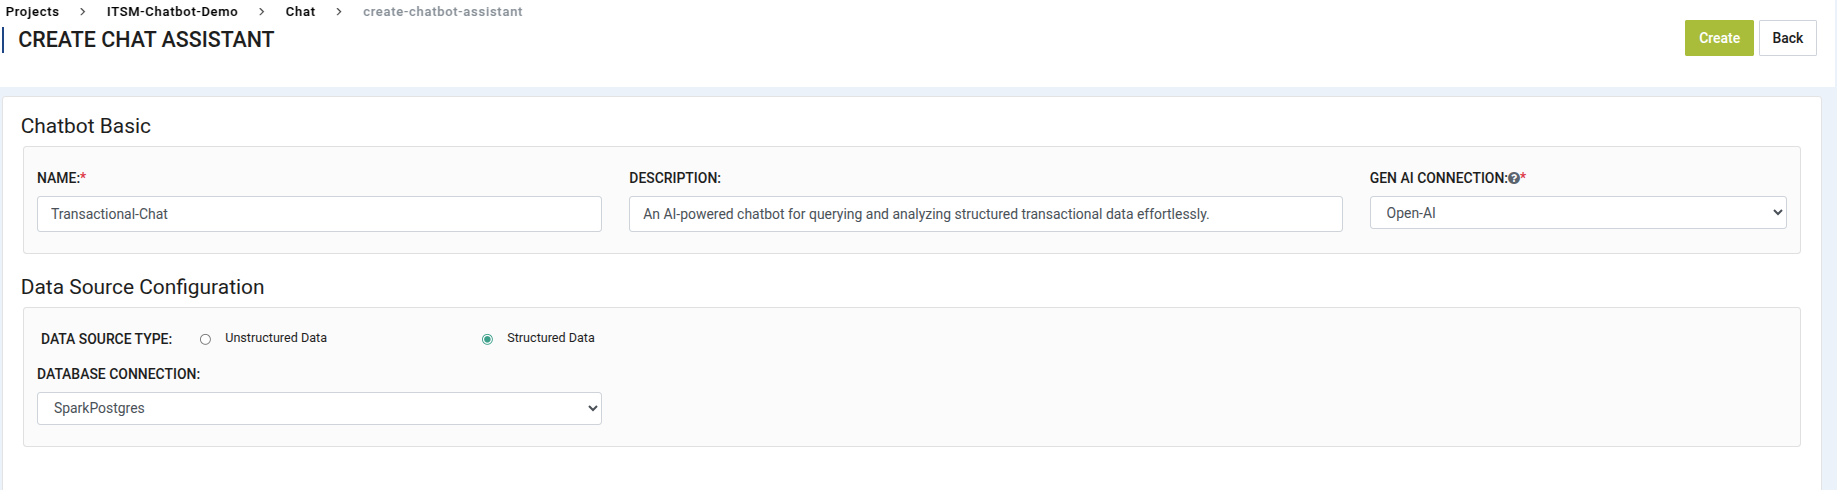 Projects > ITSM-Chatbot-Demo > Chat > create-chatbot-assistant
CREATE CHAT ASSISTANT
Create Back
Chatbot Basic
NAME:* DESCRIPTION: GEN AI CONNECTION:?*
Transactional-Chat An AI-powered chatbot for querying and analyzing structured transactional data effortlessly. Open-AI
Data Source Configuration
DATA SOURCE TYPE: Unstructured Data Structured Data
DATABASE CONNECTION:
SparkPostgres